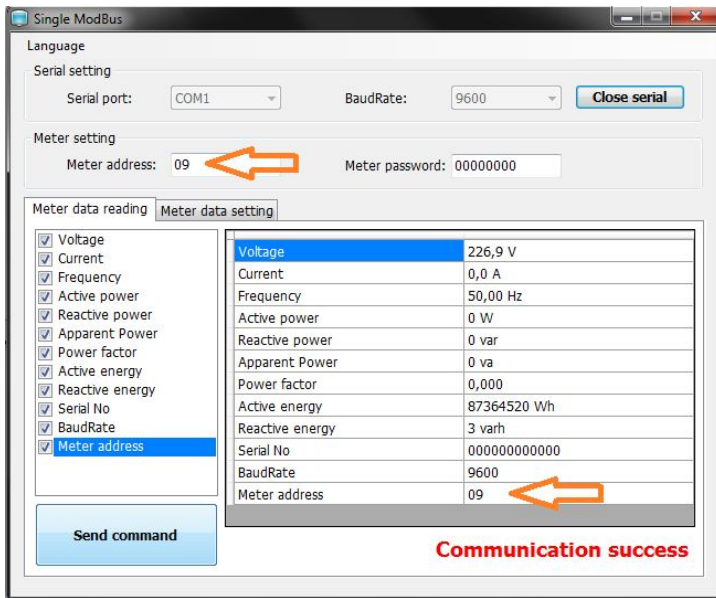 Single ModBus
Language
Serial setting
Serial port: COM1 BaudRate: 9600 Close serial
Meter setting
Meter address: 09 Meter password: 00000000
Meter data reading Meter data setting
Voltage
Current
Frequency
Active power
Reactive power
Apparent Power
Power factor
Active energy
Reactive energy
Serial No
BaudRate
Meter address
Voltage 226,9 V
Current 0,0 A
Frequency 50,00 Hz
Active power 0 W
Reactive power 0 var
Apparent Power 0 va
Power factor 0,000
Active energy 87364520 Wh
Reactive energy 3 varh
Serial No 000000000000
BaudRate 9600
Meter address 09
Send command
Communication success